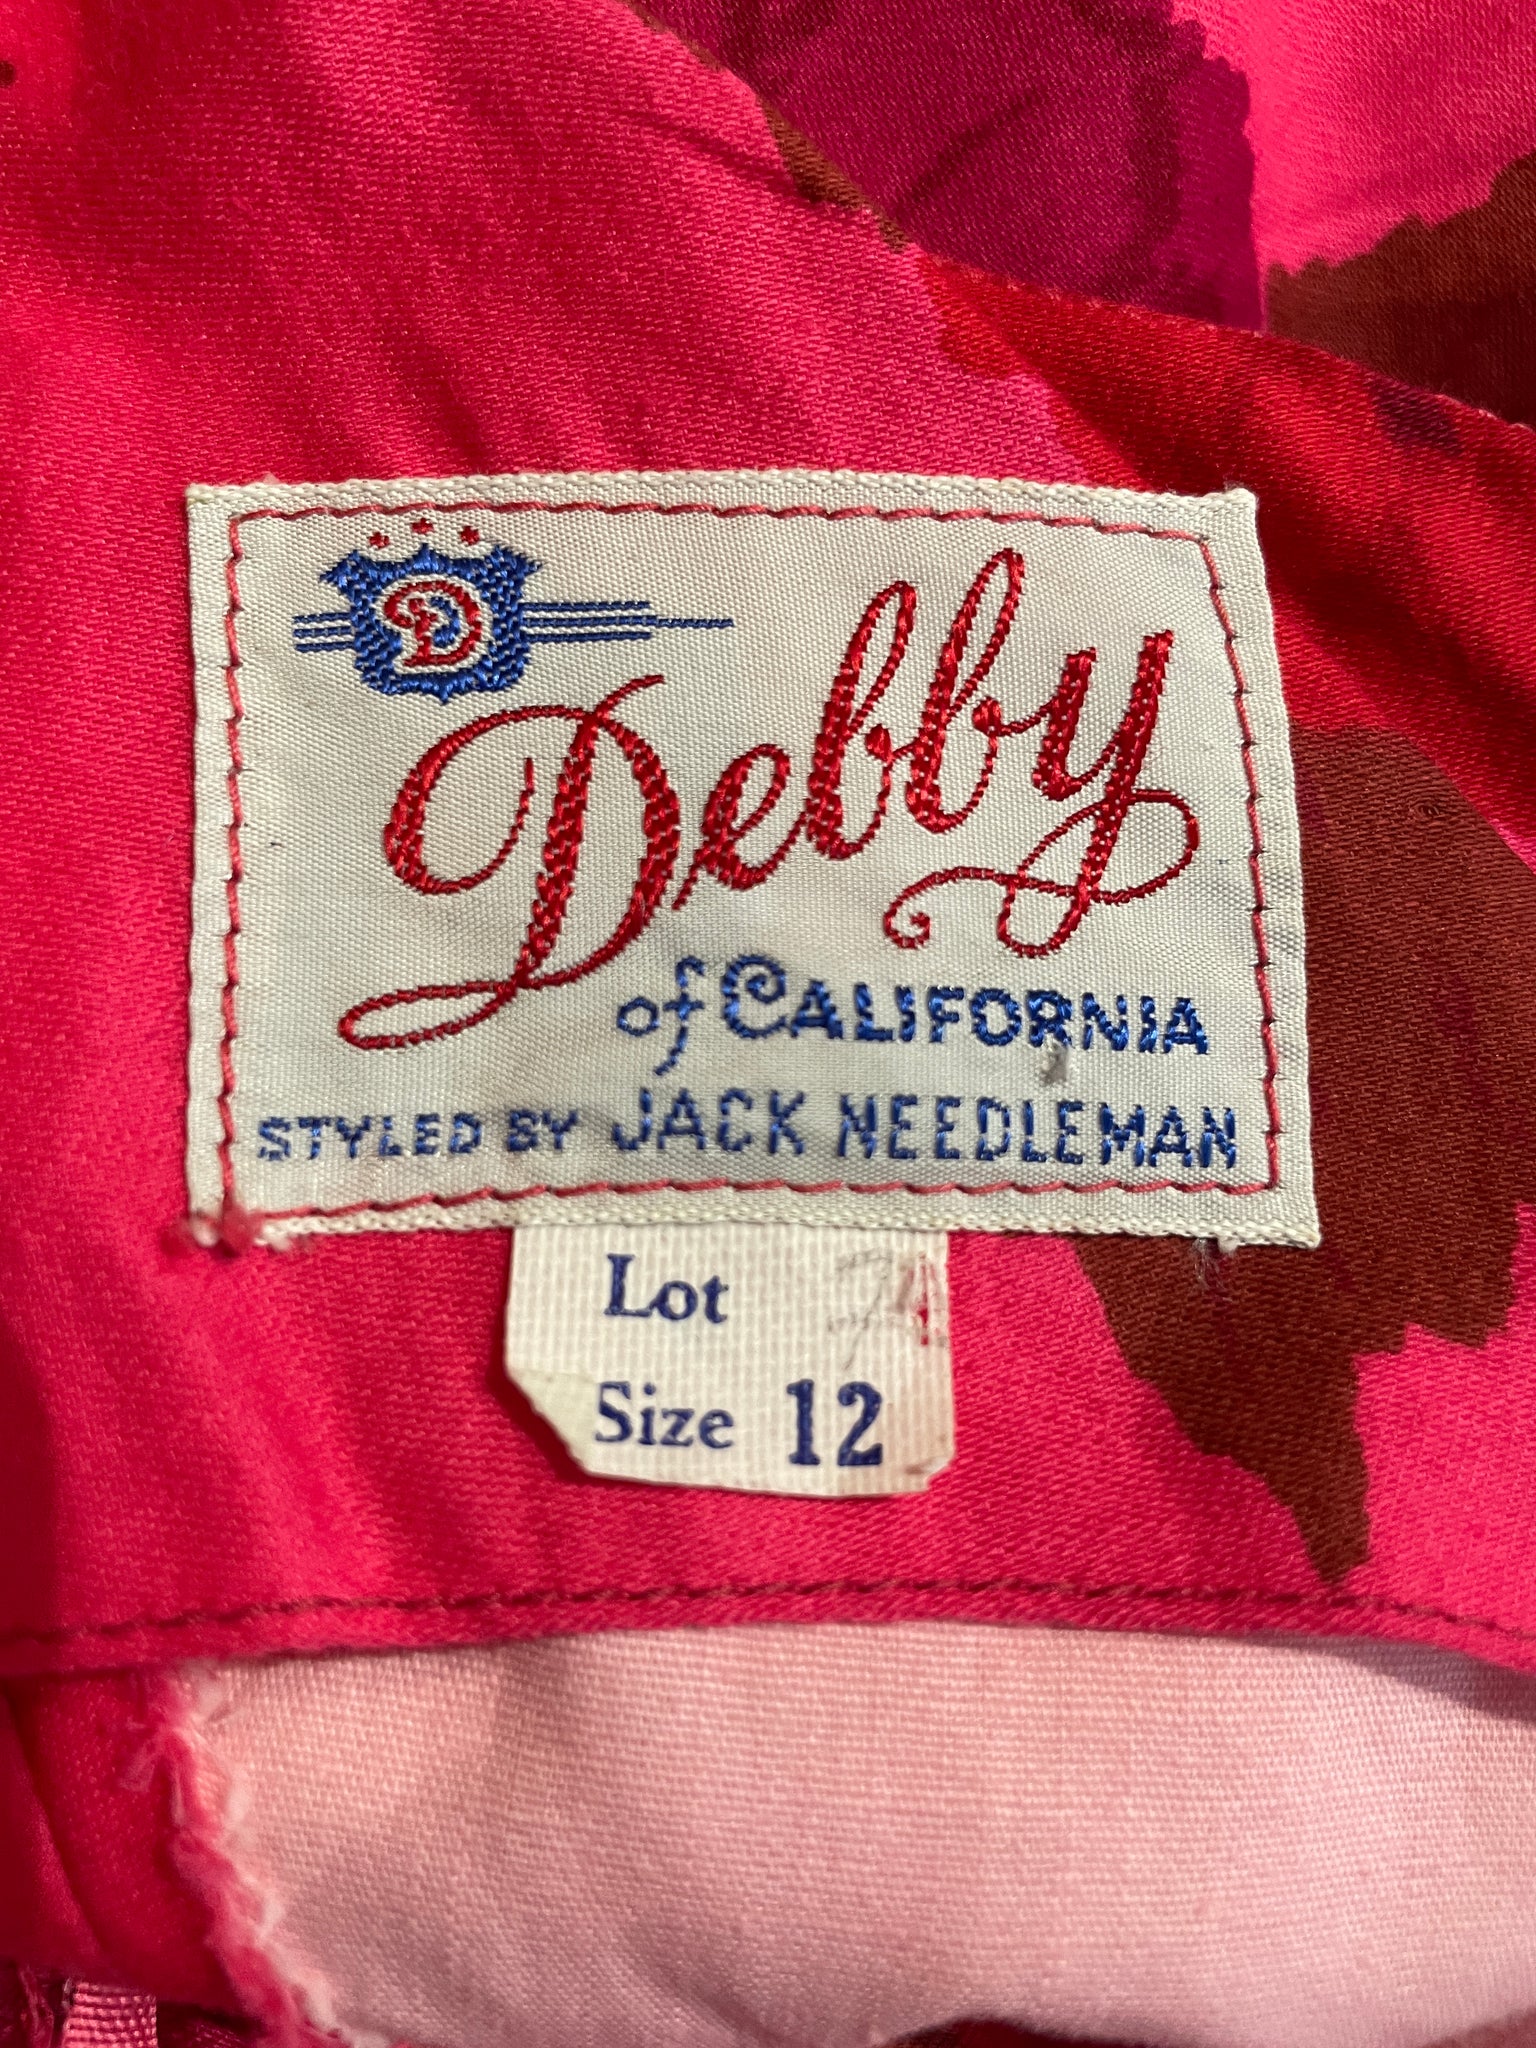 D
Debby
of CALIFORNIA
STYLED BY JACK NEEDLEMAN
Lot
Size 12